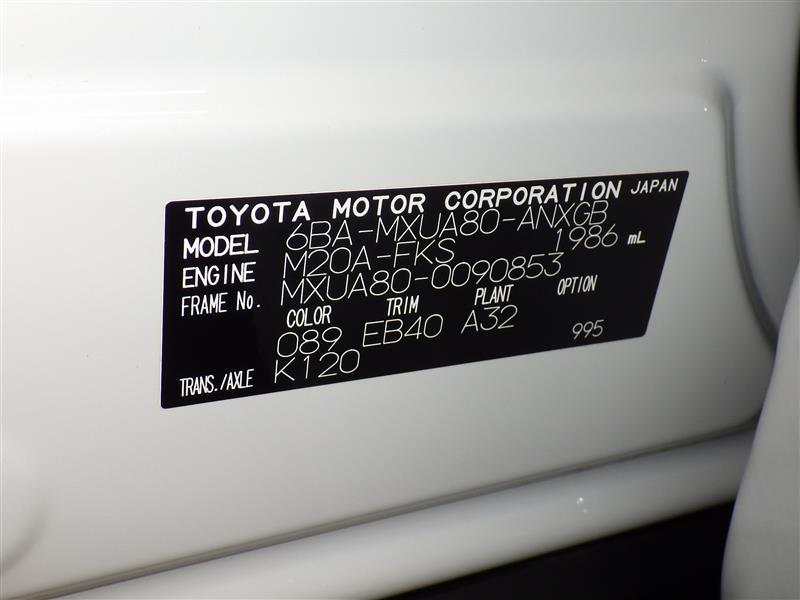 TOYOTA MOTOR CORPORATION JAPAN
MODEL 6BA-MXUA80-ANXGB
ENGINE M20A-FKS 1986 mL
FRAME No. MXUA80-0090853
COLOR TRIM PLANT OPTION
089 EB40 A32 995
TRANS./AXLE K120